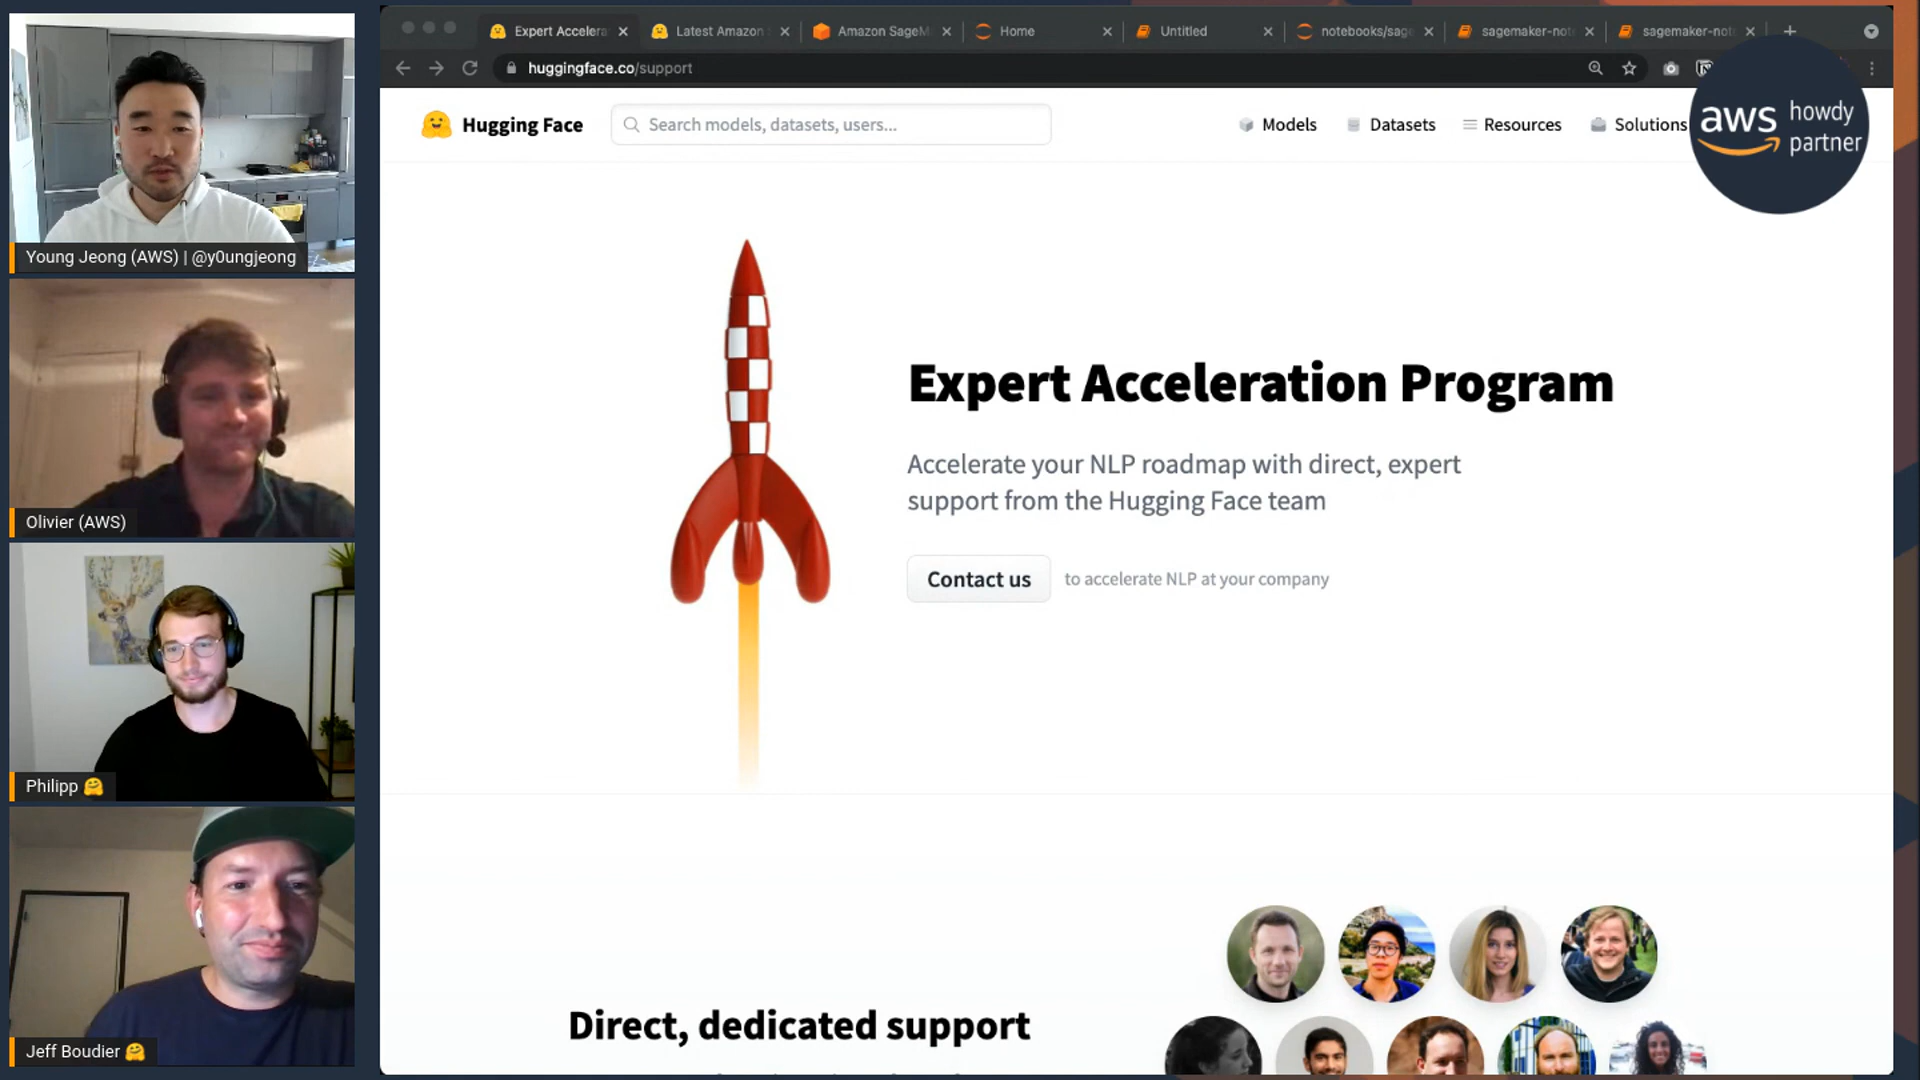 Young Jeong (AWS) | @y0ungjeong
Olivier (AWS)
Philipp 🤗
Jeff Boudier 🤗
Expert Accelera
Latest Amazon
Amazon SageM
Home
Untitled
notebooks/sage
sagemaker-not
sagemaker-not
huggingface.co/support
Hugging Face
Search models, datasets, users...
Models
Datasets
Resources
Solutions
aws howdy
partner
Expert Acceleration Program
Accelerate your NLP roadmap with direct, expert
support from the Hugging Face team
Contact us
to accelerate NLP at your company
Direct, dedicated support